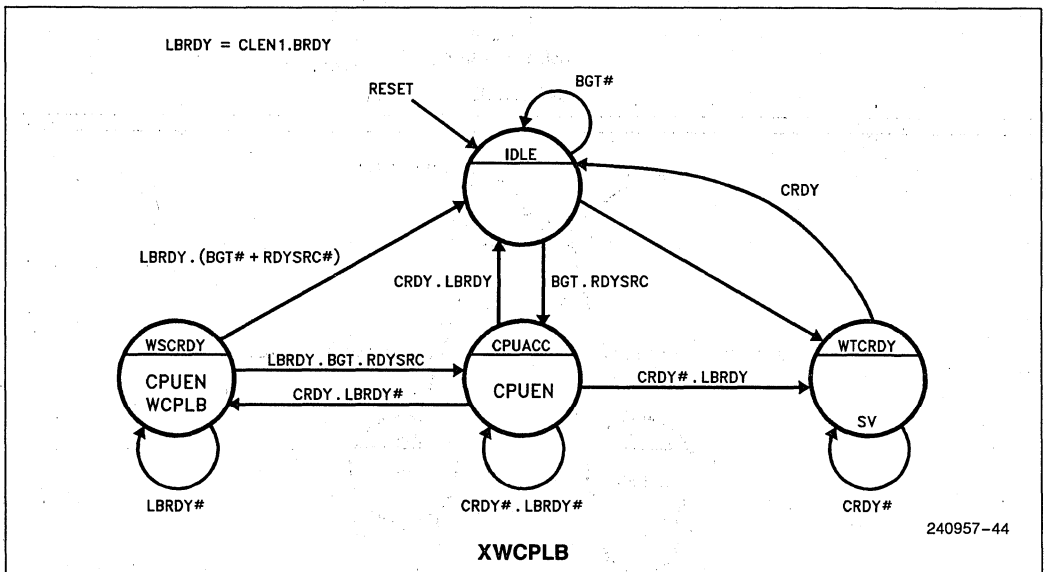 LBRDY = CLEN1.BRDY
BGT#
RESET
IDLE
CRDY
LBRDY.(BGT# + RDYSRC#)
CRDY.LBRDY
BGT.RDYSRC
WSCRDY
CPUEN
WCPLB
LBRDY.BGT.RDYSRC
CRDY.LBRDY#
CPUACC
CPUEN
CRDY#.LBRDY
WTCRDY
SV
LBRDY#
CRDY#.LBRDY#
CRDY#
240957-44
XWCPLB